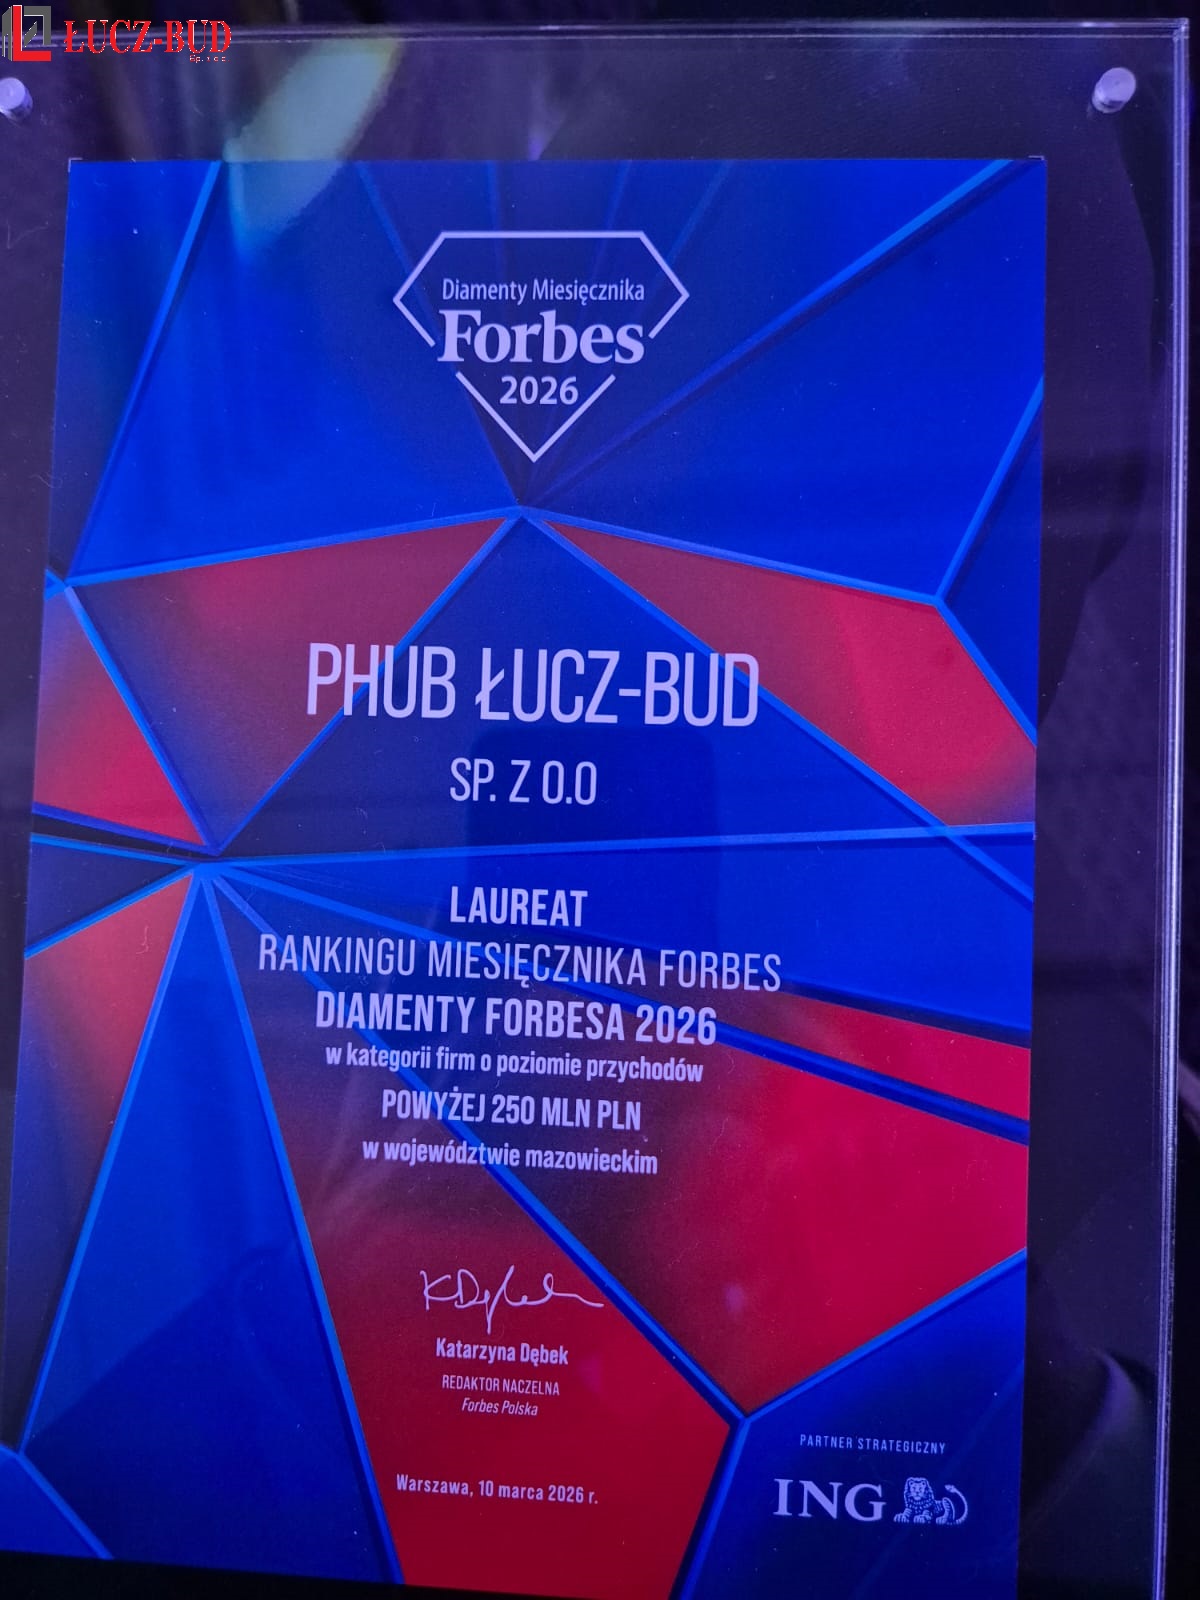 ŁUCZ-BUD
Sp. z o.o.
Diamenty Miesięcznika
Forbes
2026
PHUB ŁUCZ-BUD
SP. Z O.O
LAUREAT
RANKINGU MIESIĘCZNIKA FORBES
DIAMENTY FORBESA 2026
w kategorii firm o poziomie przychodów
POWYŻEJ 250 MLN PLN
w województwie mazowieckim
Katarzyna Dębek
REDAKTOR NACZELNA
Forbes Polska
Warszawa, 10 marca 2026 r.
PARTNER STRATEGICZNY
ING